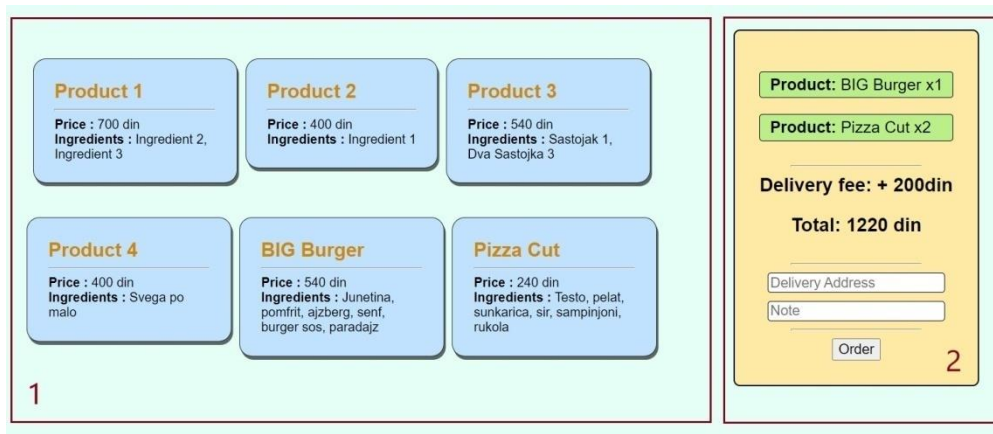 Product 1
Price : 700 din
Ingredients : Ingredient 2,
Ingredient 3
Product 2
Price : 400 din
Ingredients : Ingredient 1
Product 3
Price : 540 din
Ingredients : Sastojak 1,
Dva Sastojka 3
Product 4
Price : 400 din
Ingredients : Svega po
malo
BIG Burger
Price : 540 din
Ingredients : Junetina,
pomfrit, ajzberg, senf,
burger sos, paradajz
Pizza Cut
Price : 240 din
Ingredients : Testo, pelat,
sunkarica, sir, sampinjoni,
rukola
1
Product: BIG Burger x1
Product: Pizza Cut x2
Delivery fee: + 200din
Total: 1220 din
Delivery Address
Note
Order
2